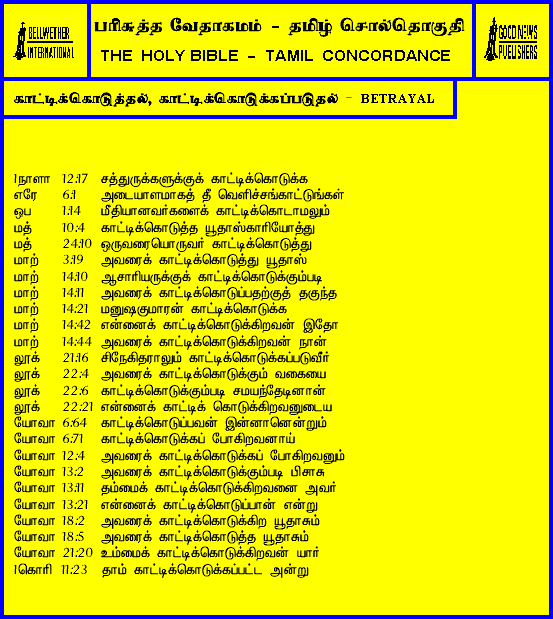 BELLWETHER
INTERNATIONAL
பரிசுத்த வேதாகமம் - தமிழ் சொல்தொகுதி
THE HOLY BIBLE - TAMIL CONCORDANCE
GOOD NEWS
PUBLISHERS
காட்டிக்கொடுத்தல், காட்டிக்கொடுக்கப்படுதல் - BETRAYAL
1நாளா 12:17 சத்துருக்களுக்குக் காட்டிக்கொடுக்க
எரே 6:1 அடையாளமாகத் தீ வெளிச்சங்காட்டுங்கள்
ஒப 1:14 மீதியானவர்களைக் காட்டிக்கொடாமலும்
மத் 10:4 காட்டிக்கொடுத்த யூதாஸ்காரியோத்து
மத் 24:10 ஒருவரையொருவர் காட்டிக்கொடுத்து
மாற் 3:19 அவரைக் காட்டிக்கொடுத்து யூதாஸ்
மாற் 14:10 ஆசாரியருக்குக் காட்டிக்கொடுக்கும்படி
மாற் 14:11 அவரைக் காட்டிக்கொடுப்பதற்குத் தகுந்த
மாற் 14:21 மனுஷகுமாரன் காட்டிக்கொடுக்க
மாற் 14:42 என்னைக் காட்டிக்கொடுக்கிறவன் இதோ
மாற் 14:44 அவரைக் காட்டிக்கொடுக்கிறவன் நான்
லூக் 21:16 சிநேகிதராலும் காட்டிக்கொடுக்கப்படுவீர்
லூக் 22:4 அவரைக் காட்டிக்கொடுக்கும் வகையை
லூக் 22:6 காட்டிக்கொடுக்கும்படி சமயந்தேடினான்
லூக் 22:21 என்னைக் காட்டிக் கொடுக்கிறவனுடைய
யோவா 6:64 காட்டிக்கொடுப்பவன் இன்னானென்றும்
யோவா 6:71 காட்டிக்கொடுக்கப் போகிறவனாய்
யோவா 12:4 அவரைக் காட்டிக்கொடுக்கப் போகிறவனும்
யோவா 13:2 அவரைக் காட்டிக்கொடுக்கும்படி பிசாசு
யோவா 13:11 தம்மைக் காட்டிக்கொடுக்கிறவனை அவர்
யோவா 13:21 என்னைக் காட்டிக்கொடுப்பான் என்று
யோவா 18:2 அவரைக் காட்டிக்கொடுக்கிற யூதாசும்
யோவா 18:5 அவரைக் காட்டிக்கொடுத்த யூதாசும்
யோவா 21:20 உம்மைக் காட்டிக்கொடுக்கிறவன் யார்
1கொரி 11:23 தாம் காட்டிக்கொடுக்கப்பட்ட அன்று